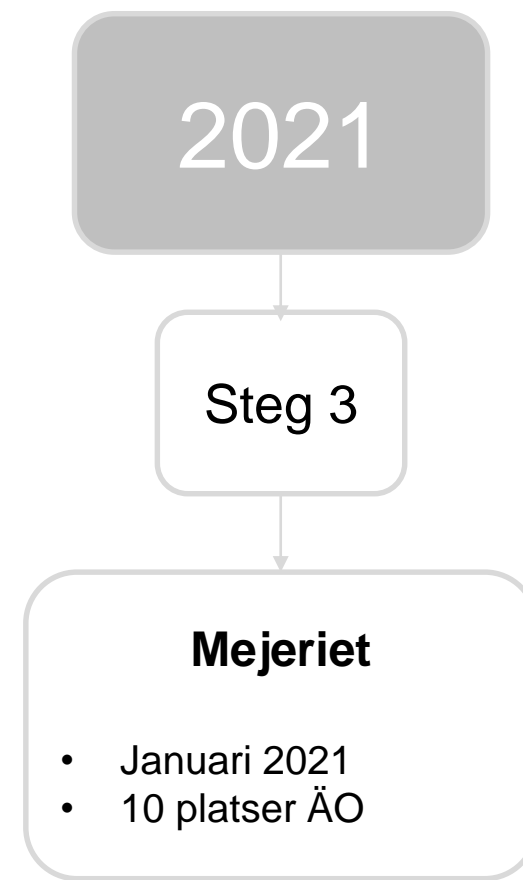 2021
Steg 3
Mejeriet
• Januari 2021
• 10 platser ÄO